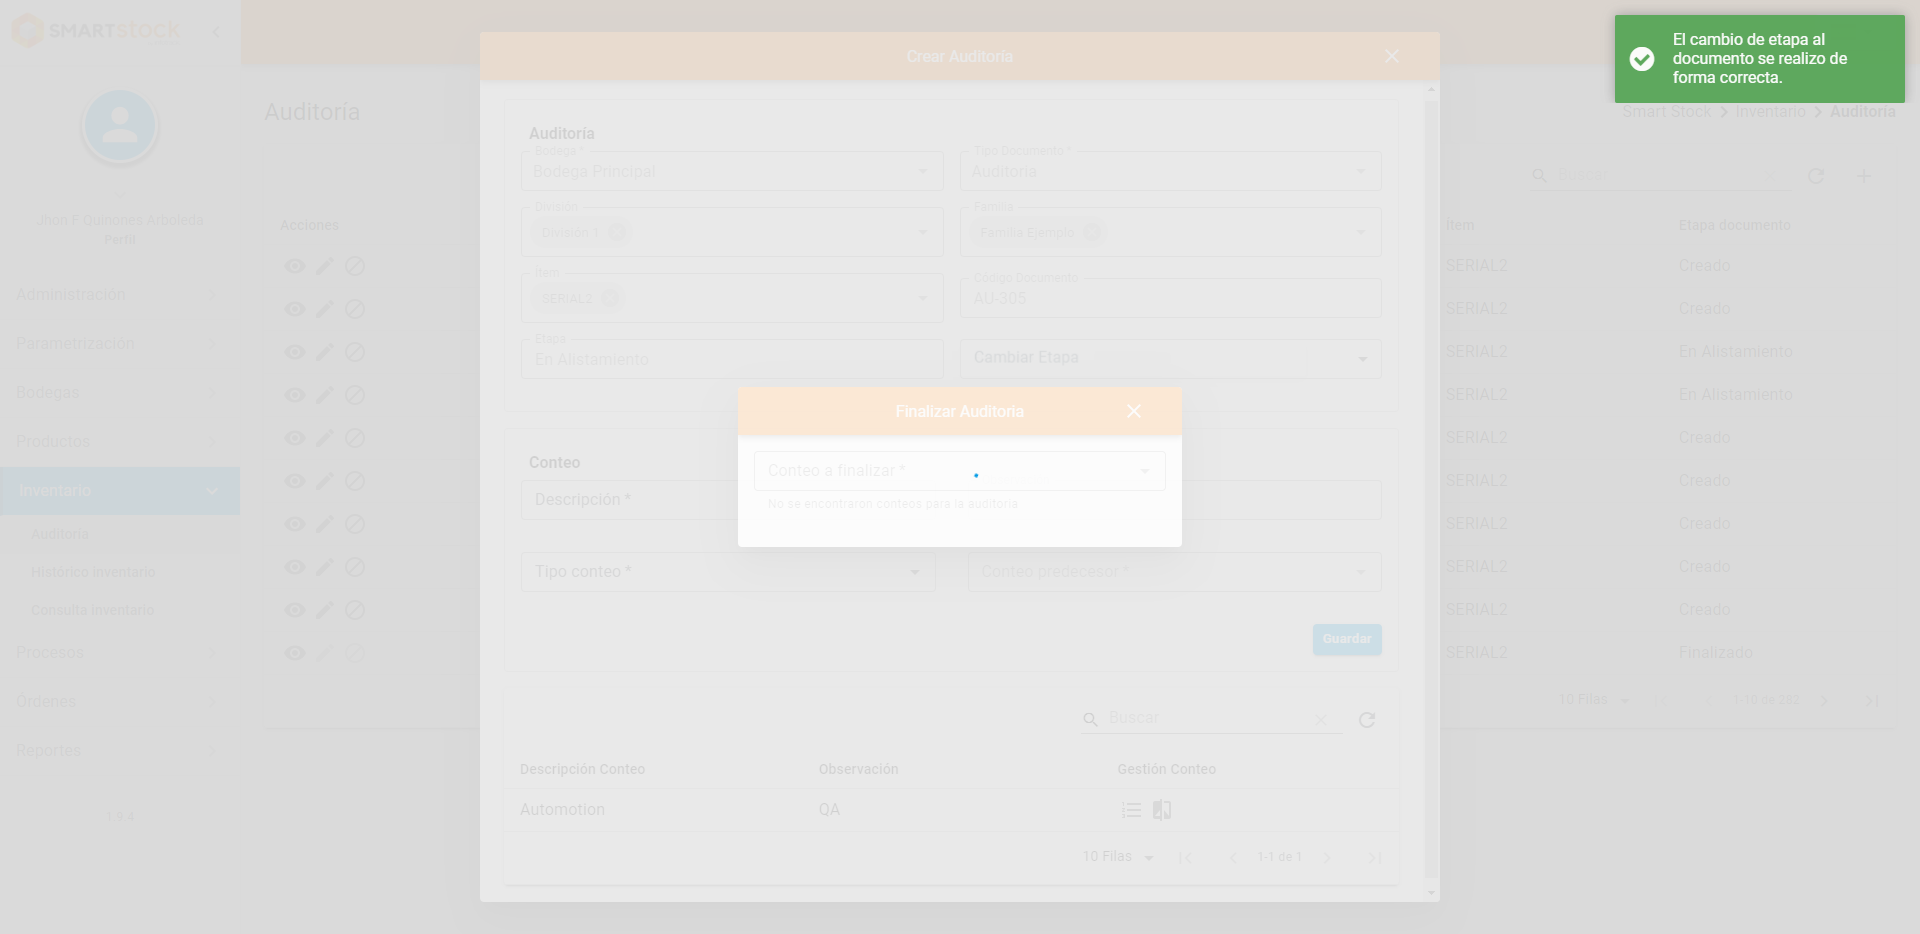 SMARTstock
Crear Auditoría
El cambio de etapa al
documento se realizo de
forma correcta.
Auditoría
Smart Stock > Inventario > Auditoría
Jhon F Quiñones Arboleda
Perfil
Administración
Parametrización
Bodegas
Productos
Inventario
Auditoría
Histórico Inventario
Consulta Inventario
Procesos
Órdenes
Reportes
Acciones
Auditoría
Bodega *
Bodega Principal
Tipo Documento *
Auditoria
División
División 1
Familia
Familia Ejemplo
Ítem
SERIAL2
Código Documento
AU-305
Etapa
En Alistamiento
Cambiar Etapa
Finalizar Auditoria
Conteo a finalizar *
No se encontraron conteos para la auditoria
Conteo
Descripción *
Tipo conteo *
Conteo predecesor *
Guardar
Buscar
Descripción Conteo
Observación
Gestión Conteo
Automotion
QA
10 Filas
1-1 de 1
Buscar
Ítem
Etapa documento
SERIAL2
Creado
SERIAL2
Creado
SERIAL2
En Alistamiento
SERIAL2
En Alistamiento
SERIAL2
Creado
SERIAL2
Creado
SERIAL2
Creado
SERIAL2
Creado
SERIAL2
Creado
SERIAL2
Finalizado
10 Filas
1-10 de 282